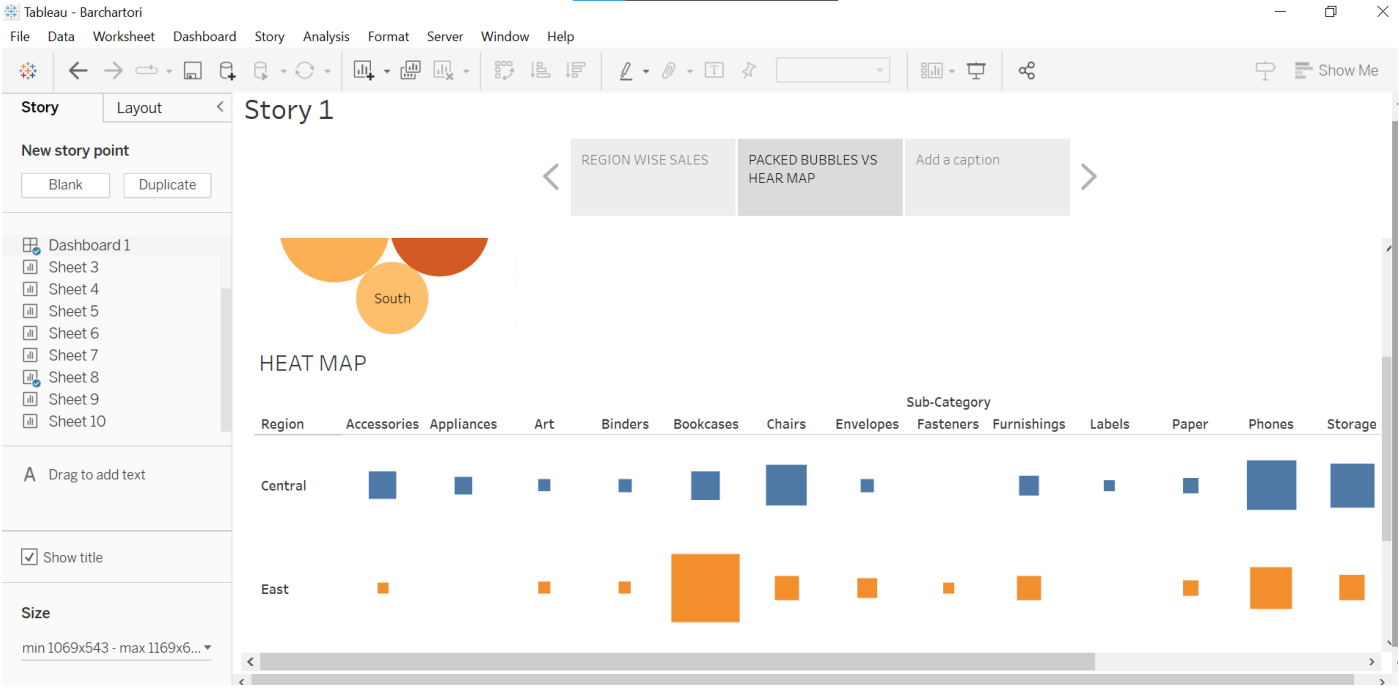 Tableau - Barchartori
File Data Worksheet Dashboard Story Analysis Format Server Window Help
Show Me
Story Layout
New story point
Blank Duplicate
Dashboard 1
Sheet 3
Sheet 4
Sheet 5
Sheet 6
Sheet 7
Sheet 8
Sheet 9
Sheet 10
A Drag to add text
Show title
Size
min 1069x543 - max 1169x6...
Story 1
REGION WISE SALES
PACKED BUBBLES VS
HEAR MAP
Add a caption
South
HEAT MAP
Sub-Category
Region Accessories Appliances Art Binders Bookcases Chairs Envelopes Fasteners Furnishings Labels Paper Phones Storage
Central
East